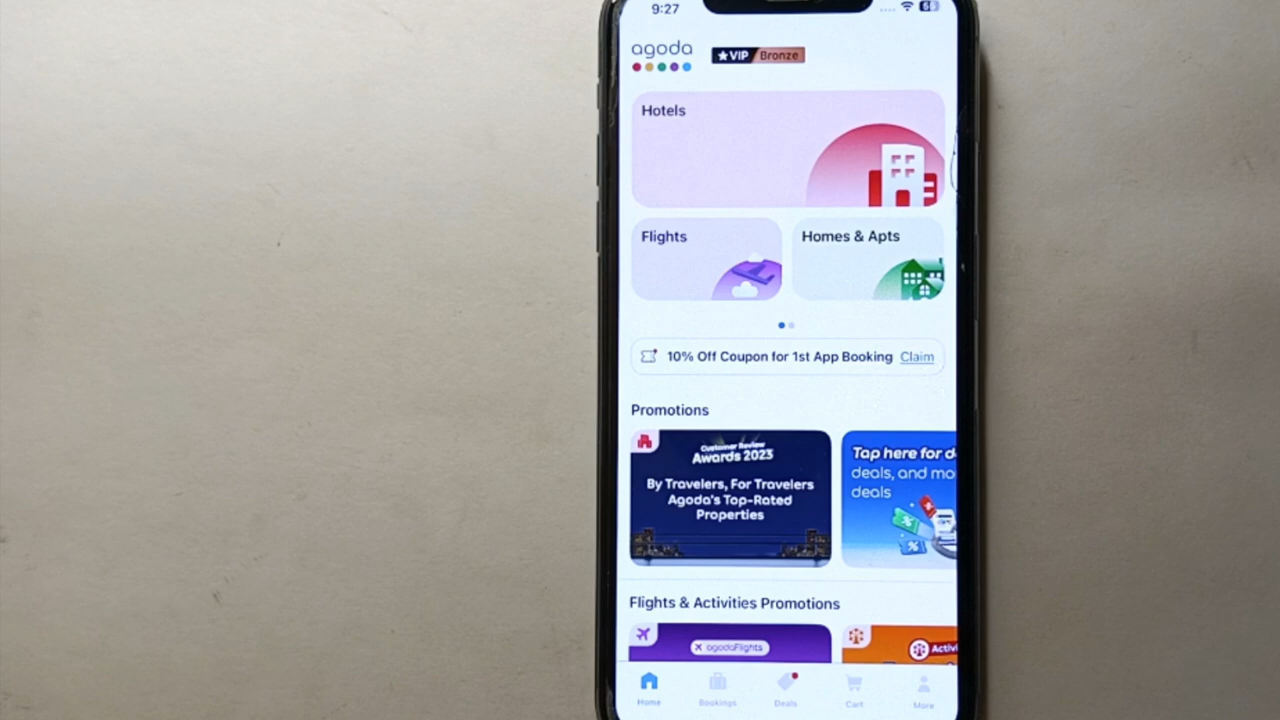 9:27
agoda
VIP Bronze
Hotels
Flights
Homes & Apts
10% Off Coupon for 1st App Booking Claim
Promotions
Customer Review
Awards 2023
By Travelers, For Travelers
Agoda's Top-Rated
Properties
Tap here for d
deals, and mo
deals
Flights & Activities Promotions
agodaFlights
Activi
Home
Bookings
Deals
Cart
More